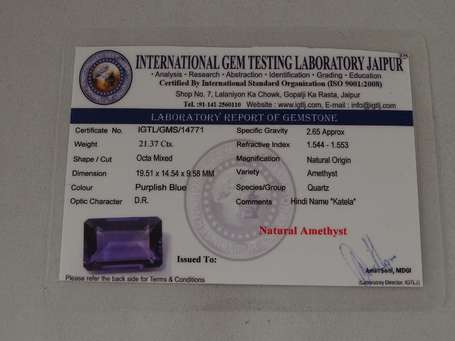 INTERNATIONAL GEM TESTING LABORATORY JAIPUR
• Analysis • Research • Abstraction • Identification • Grading • Education
Certified By International Standard Organization (ISO 9001:2008)
Shop No. 7, Lalaniyon Ka Chowk, Gopalji Ka Rasta, Jaipur
Tel: 91-141-2560110 Website : www.igtlj.com, E-mail : info@igtlj.com
LABORATORY REPORT OF GEMSTONE
Certificate No. IGTL/GMS/14771 Specific Gravity 2.65 Approx
Weight 21.37 Cts. Refractive Index 1.544 - 1.553
Shape / Cut Octa Mixed Magnification Natural Origin
Dimension 19.51 x 14.54 x 9.58 MM Variety Amethyst
Colour Purplish Blue Species/Group Quartz
Optic Character D.R. Comments Hindi Name "Katela"
Natural Amethyst
Issued To:
Please refer the back side for Terms & Conditions